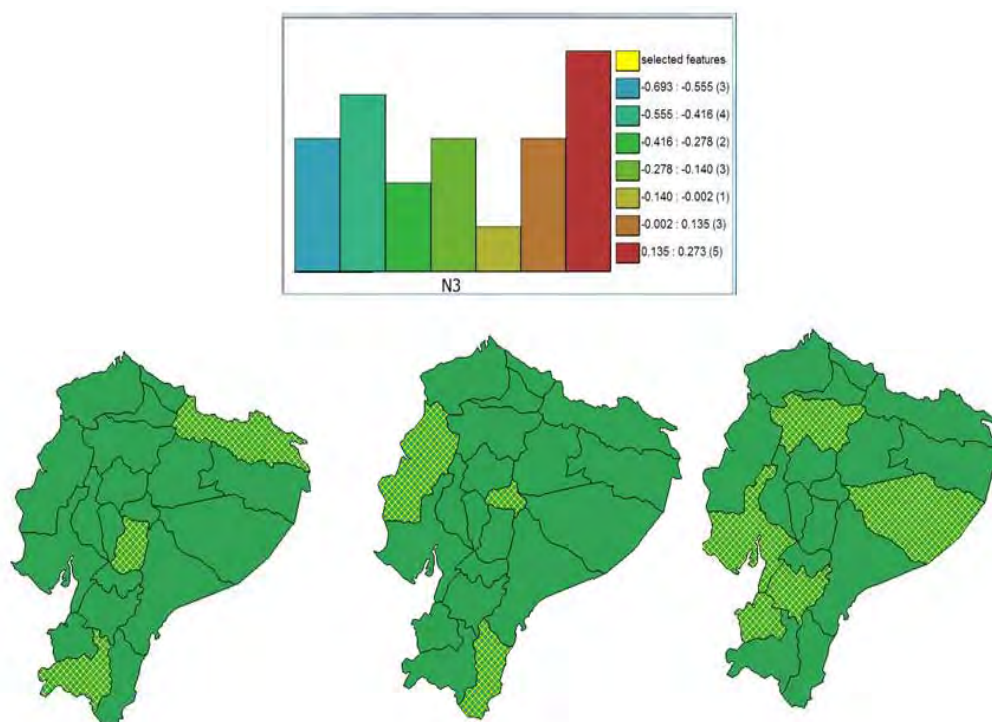 selected features
-0.693 : -0.555 (3)
-0.555 : -0.416 (4)
-0.416 : -0.278 (2)
-0.278 : -0.140 (3)
-0.140 : -0.002 (1)
-0.002 : 0.135 (3)
0.135 : 0.273 (5)
N3